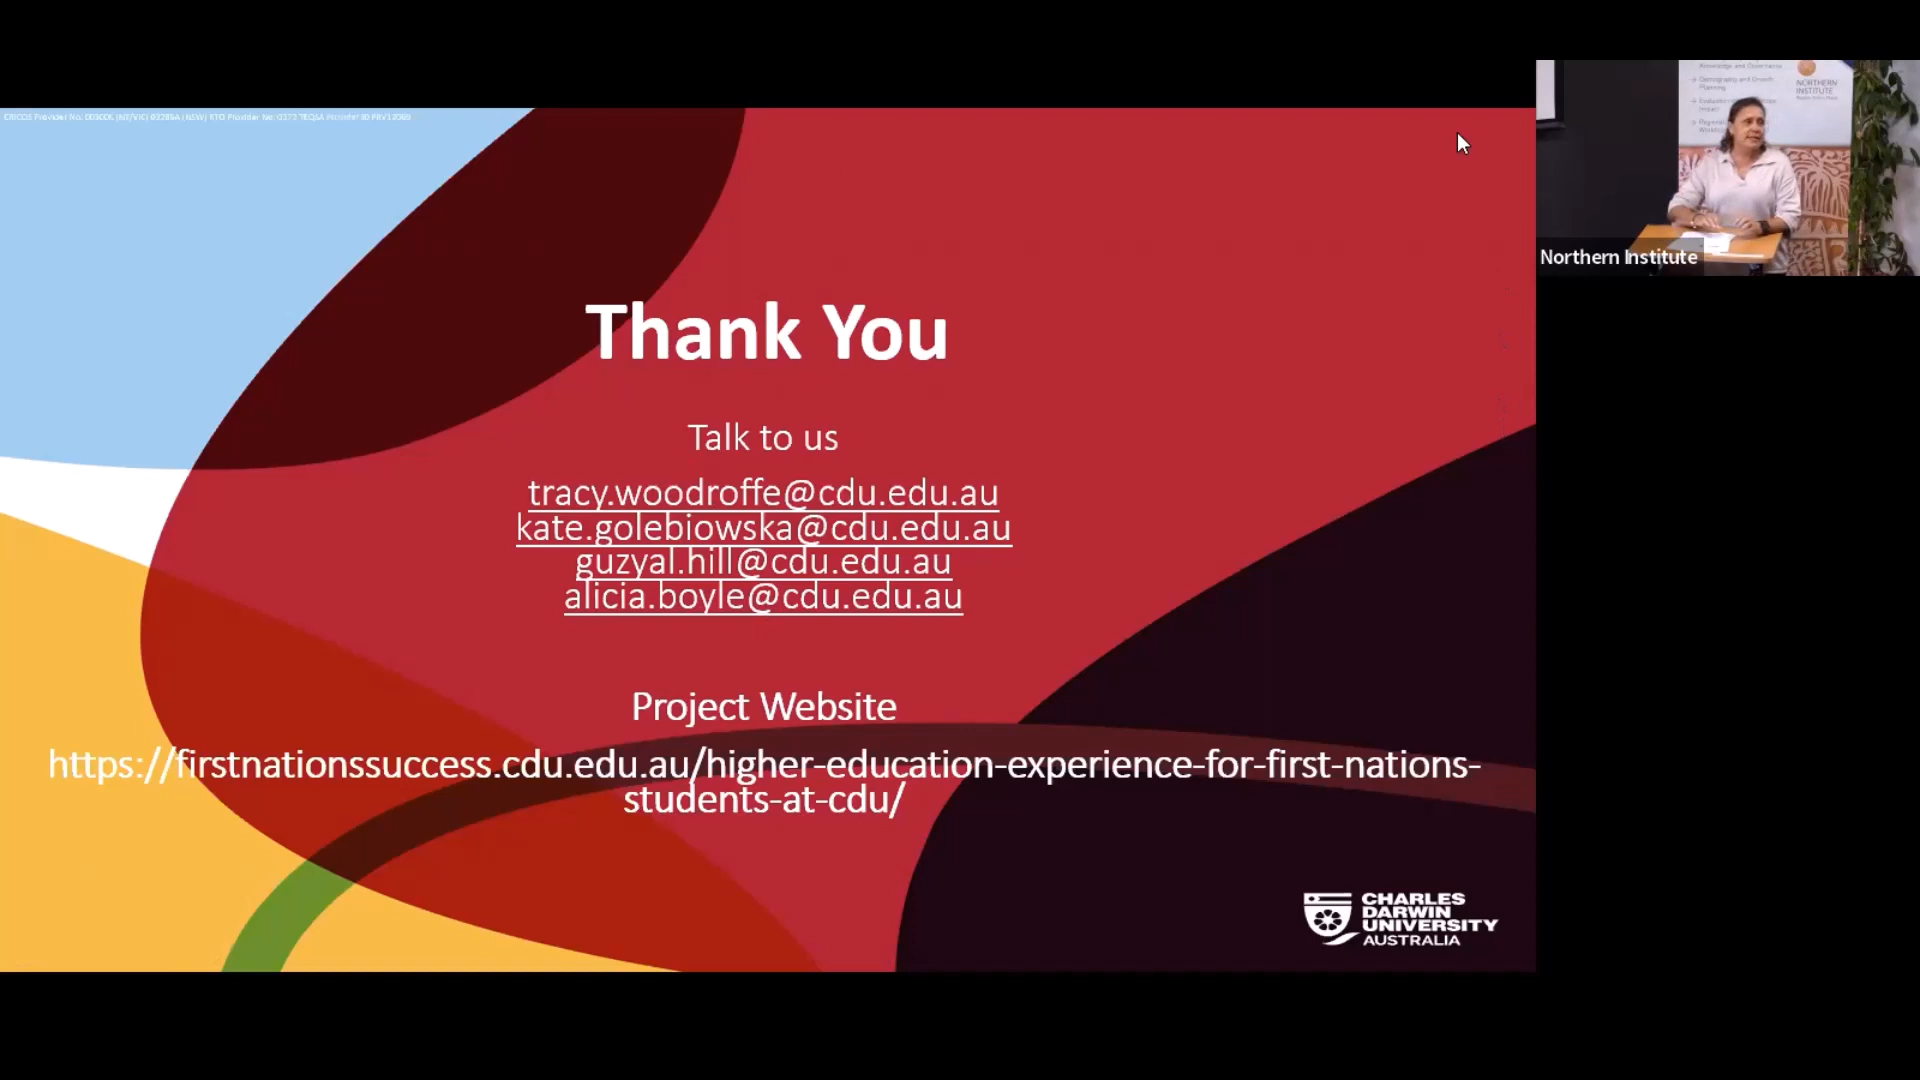 Thank You
Talk to us
tracy.woodroffe@cdu.edu.au
kate.golebiowska@cdu.edu.au
guzyal.hill@cdu.edu.au
alicia.boyle@cdu.edu.au
Project Website
https://firstnationssuccess.cdu.edu.au/higher-education-experience-for-first-nations-
students-at-cdu/
CHARLES
DARWIN
UNIVERSITY
AUSTRALIA
NORTHERN
INSTITUTE
Northern Institute